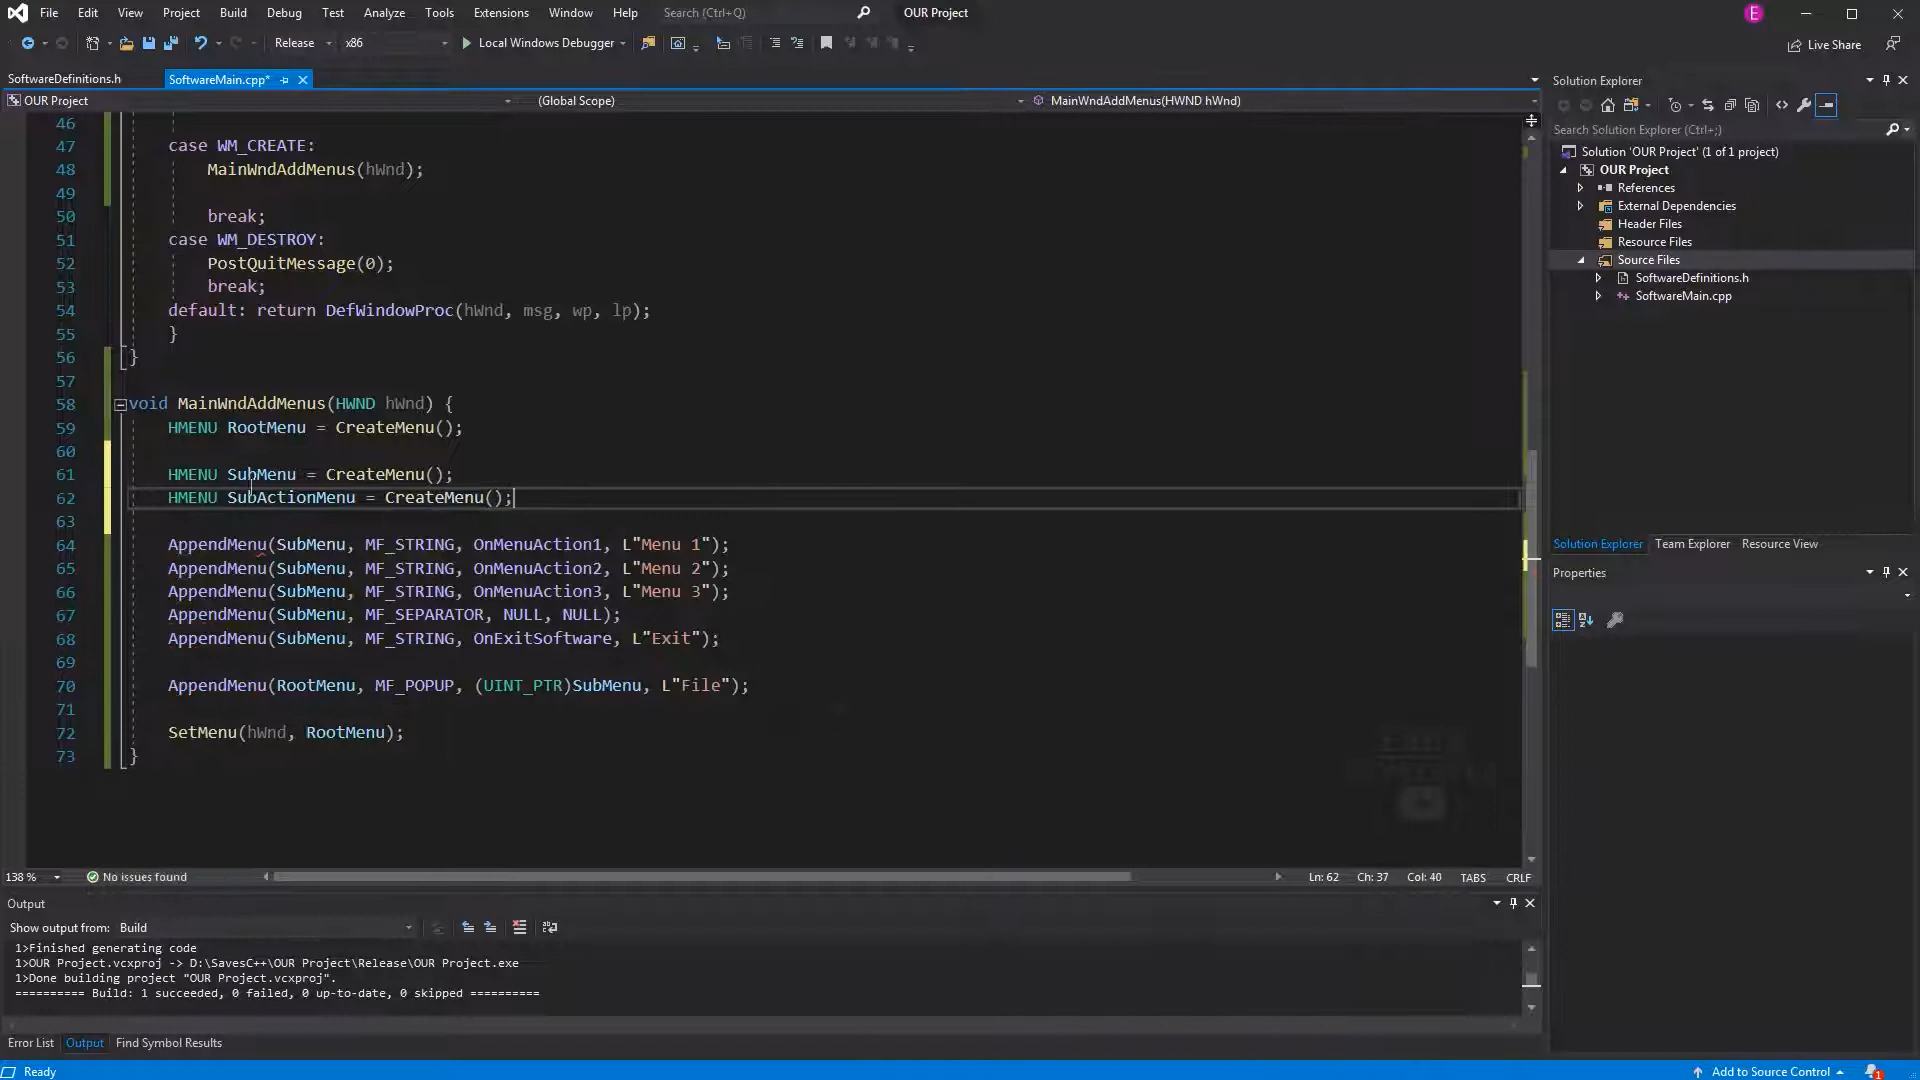 File Edit View Project Build Debug Test Analyze Tools Extensions Window Help Search (Ctrl+Q) OUR Project E
Release x86 Local Windows Debugger Live Share
SoftwareDefinitions.h SoftwareMain.cpp*
OUR Project (Global Scope) MainWndAddMenus(HWND hWnd)
46
47 case WM_CREATE:
48 MainWndAddMenus(hWnd);
49
50 break;
51 case WM_DESTROY:
52 PostQuitMessage(0);
53 break;
54 default: return DefWindowProc(hWnd, msg, wp, lp);
55 }
56 }
57
58 void MainWndAddMenus(HWND hWnd) {
59 HMENU RootMenu = CreateMenu();
60
61 HMENU SubMenu = CreateMenu();
62 HMENU SubActionMenu = CreateMenu();
63
64 AppendMenu(SubMenu, MF_STRING, OnMenuAction1, L"Menu 1");
65 AppendMenu(SubMenu, MF_STRING, OnMenuAction2, L"Menu 2");
66 AppendMenu(SubMenu, MF_STRING, OnMenuAction3, L"Menu 3");
67 AppendMenu(SubMenu, MF_SEPARATOR, NULL, NULL);
68 AppendMenu(SubMenu, MF_STRING, OnExitSoftware, L"Exit");
69
70 AppendMenu(RootMenu, MF_POPUP, (UINT_PTR)SubMenu, L"File");
71
72 SetMenu(hWnd, RootMenu);
73 }
138 % No issues found Ln: 62 Ch: 37 Col: 40 TABS CRLF
Output
Show output from: Build
1>Finished generating code
1>OUR Project.vcxproj -> D:\SavesC++\OUR Project\Release\OUR Project.exe
1>Done building project "OUR Project.vcxproj".
========== Build: 1 succeeded, 0 failed, 0 up-to-date, 0 skipped ==========
Error List Output Find Symbol Results
Solution Explorer
Search Solution Explorer (Ctrl+;)
Solution 'OUR Project' (1 of 1 project)
OUR Project
References
External Dependencies
Header Files
Resource Files
Source Files
SoftwareDefinitions.h
SoftwareMain.cpp
Solution Explorer Team Explorer Resource View
Properties
Ready Add to Source Control 1